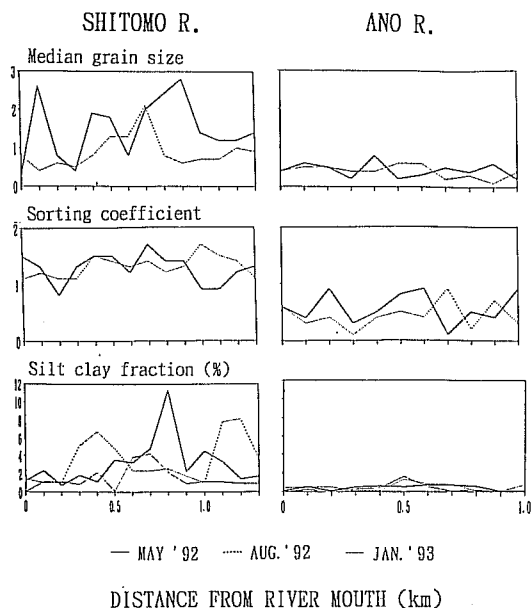 SHITOMO R. ANO R.
Median grain size
3
2
1
0
Sorting coefficient
2
1
0
Silt clay fraction (%)
12
10
8
6
4
2
0
0 0.5 1.0 0 0.5 1.0
— MAY '92 ⋯⋯ AUG. '92 — JAN. '93
DISTANCE FROM RIVER MOUTH (km)